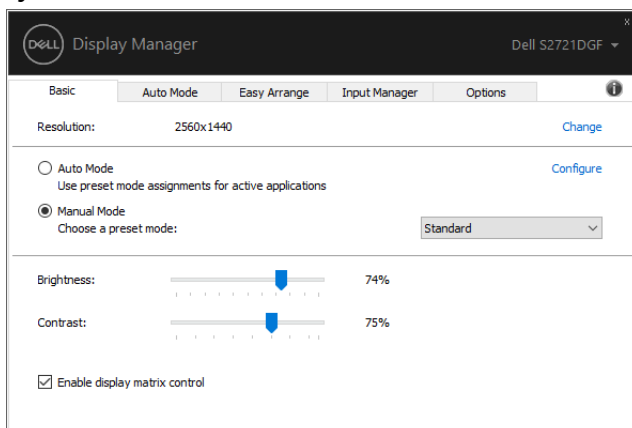 x
DELL Display Manager Dell S2721DGF
Basic Auto Mode Easy Arrange Input Manager Options
Resolution: 2560x1440 Change
Auto Mode Configure
Use preset mode assignments for active applications
Manual Mode
Choose a preset mode: Standard
Brightness: 74%
Contrast: 75%
Enable display matrix control